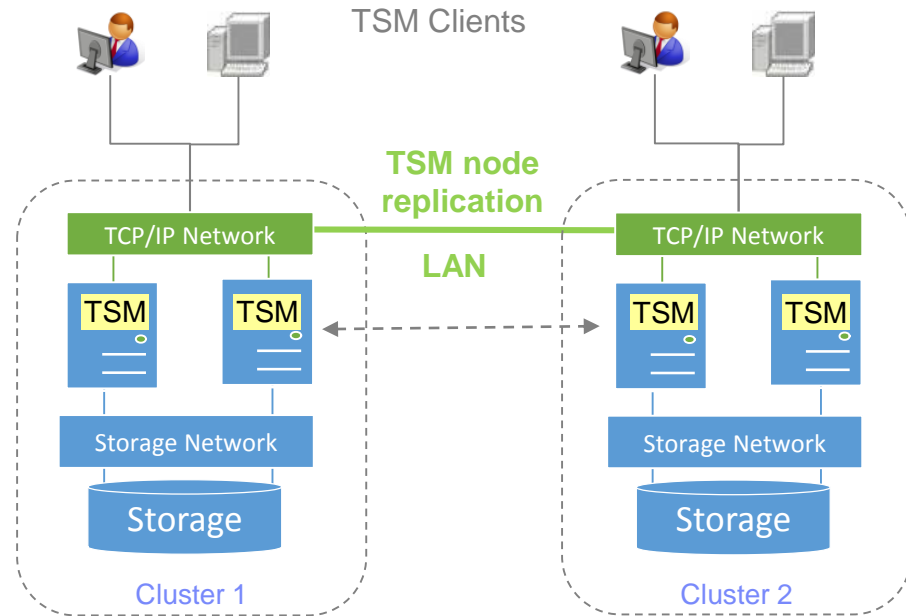 TSM Clients
TSM node
replication
LAN
TCP/IP Network
TSM
TSM
Storage Network
Storage
Cluster 1
TCP/IP Network
TSM
TSM
Storage Network
Storage
Cluster 2